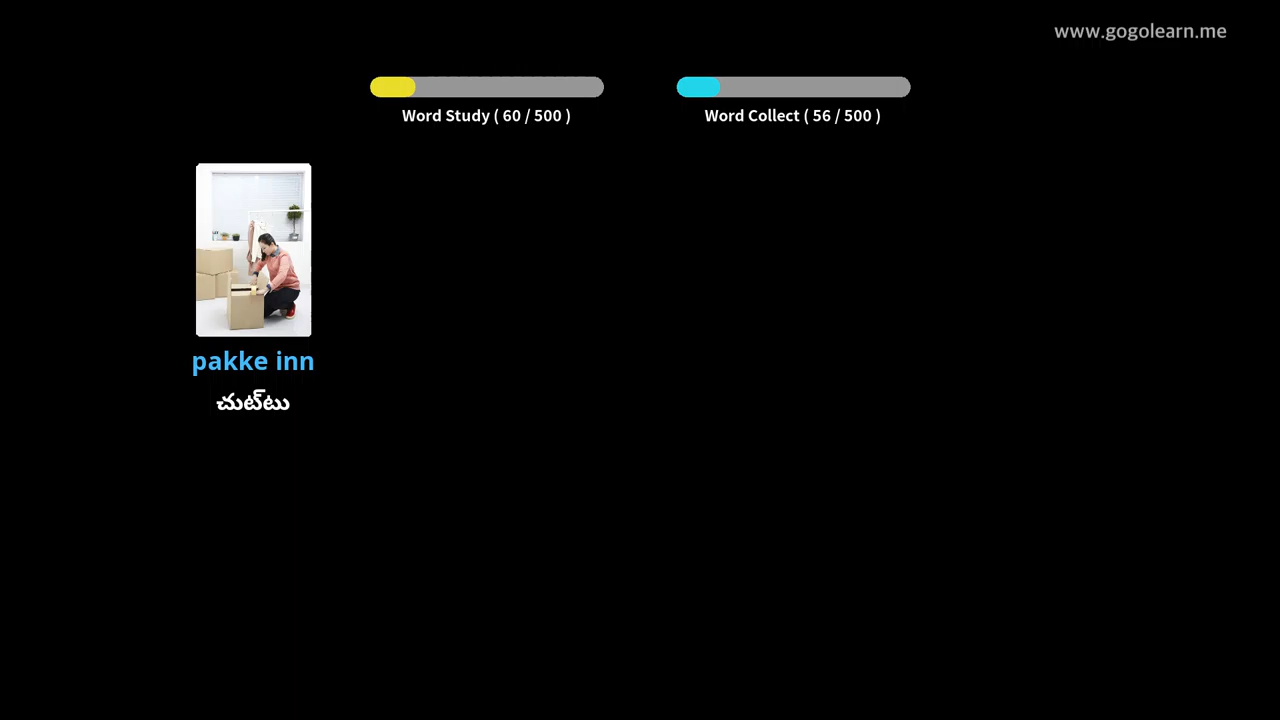 www.gogolearn.me
Word Study ( 60 / 500 )
Word Collect ( 56 / 500 )
pakke inn
చుట్టు